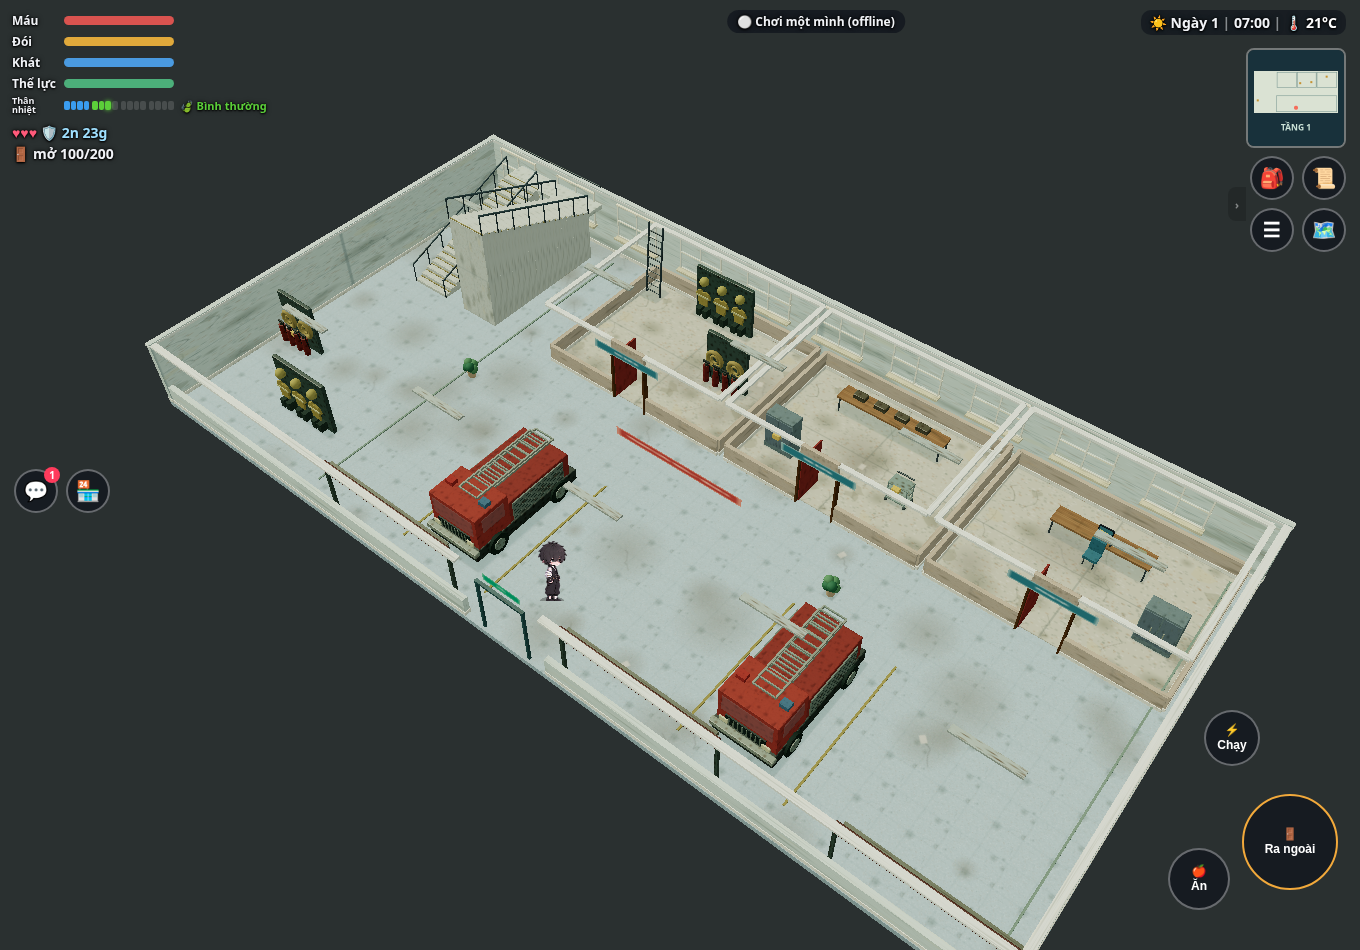 Máu
Đói
Khát
Thể lực
Thân nhiệt
Bình thường
2n 23g
mở 100/200
Chơi một mình (offline)
Ngày 1 | 07:00 | 21°C
TẦNG 1
1
24
Chạy
Ra ngoài
Ăn